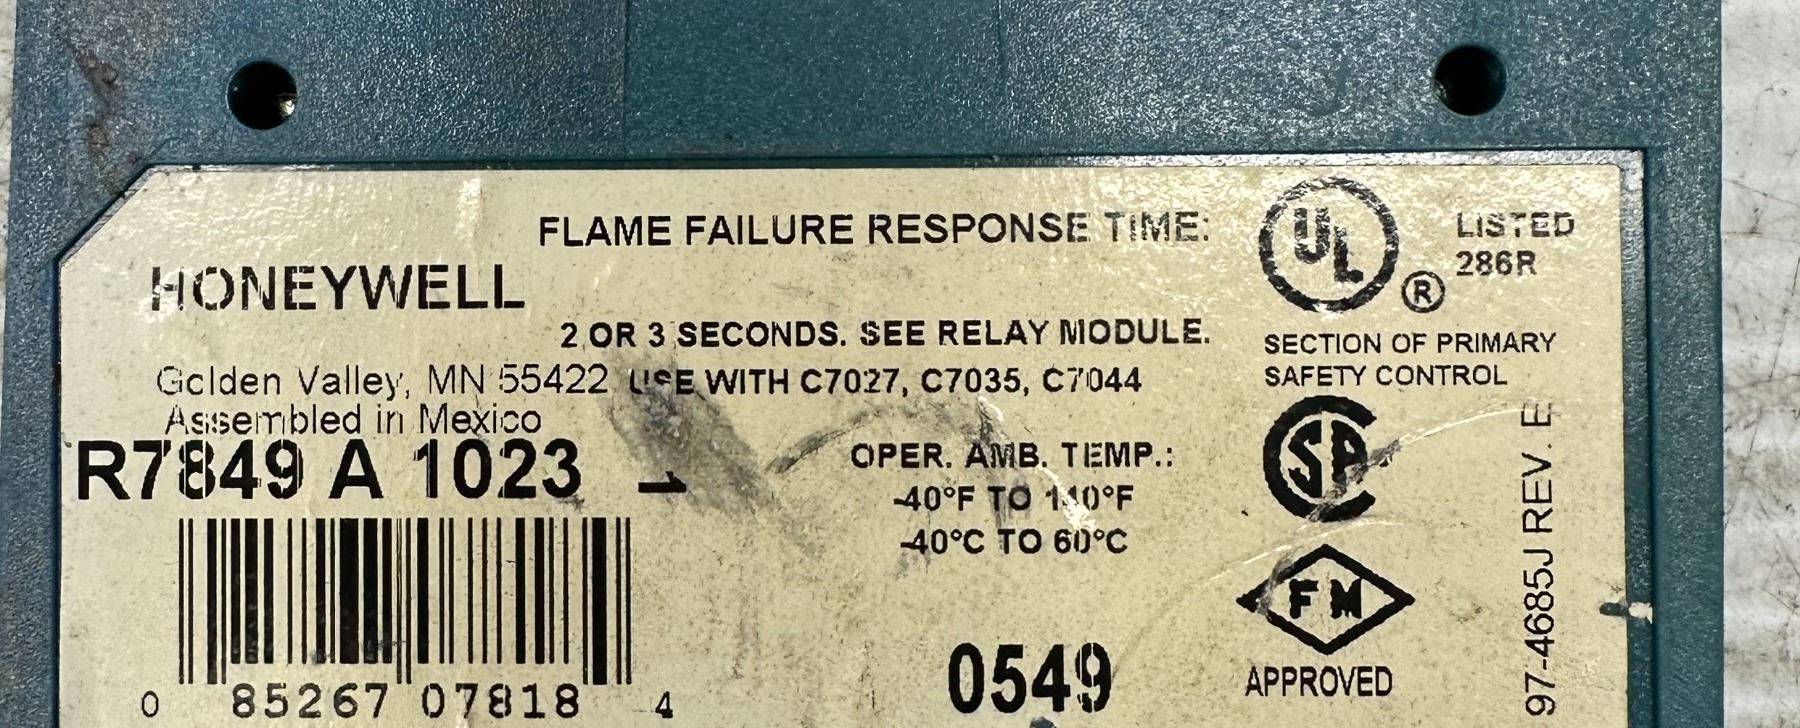 FLAME FAILURE RESPONSE TIME:
HONEYWELL
2 OR 3 SECONDS. SEE RELAY MODULE.
Golden Valley, MN 55422 USE WITH C7027, C7035, C7044
Assembled in Mexico
R7849 A 1023 1
OPER. AMB. TEMP.:
-40°F TO 140°F
-40°C TO 60°C
0 85267 07818 4
0549
UL ® LISTED
286R
SECTION OF PRIMARY
SAFETY CONTROL
SA
FM
APPROVED
97-4685J REV. E